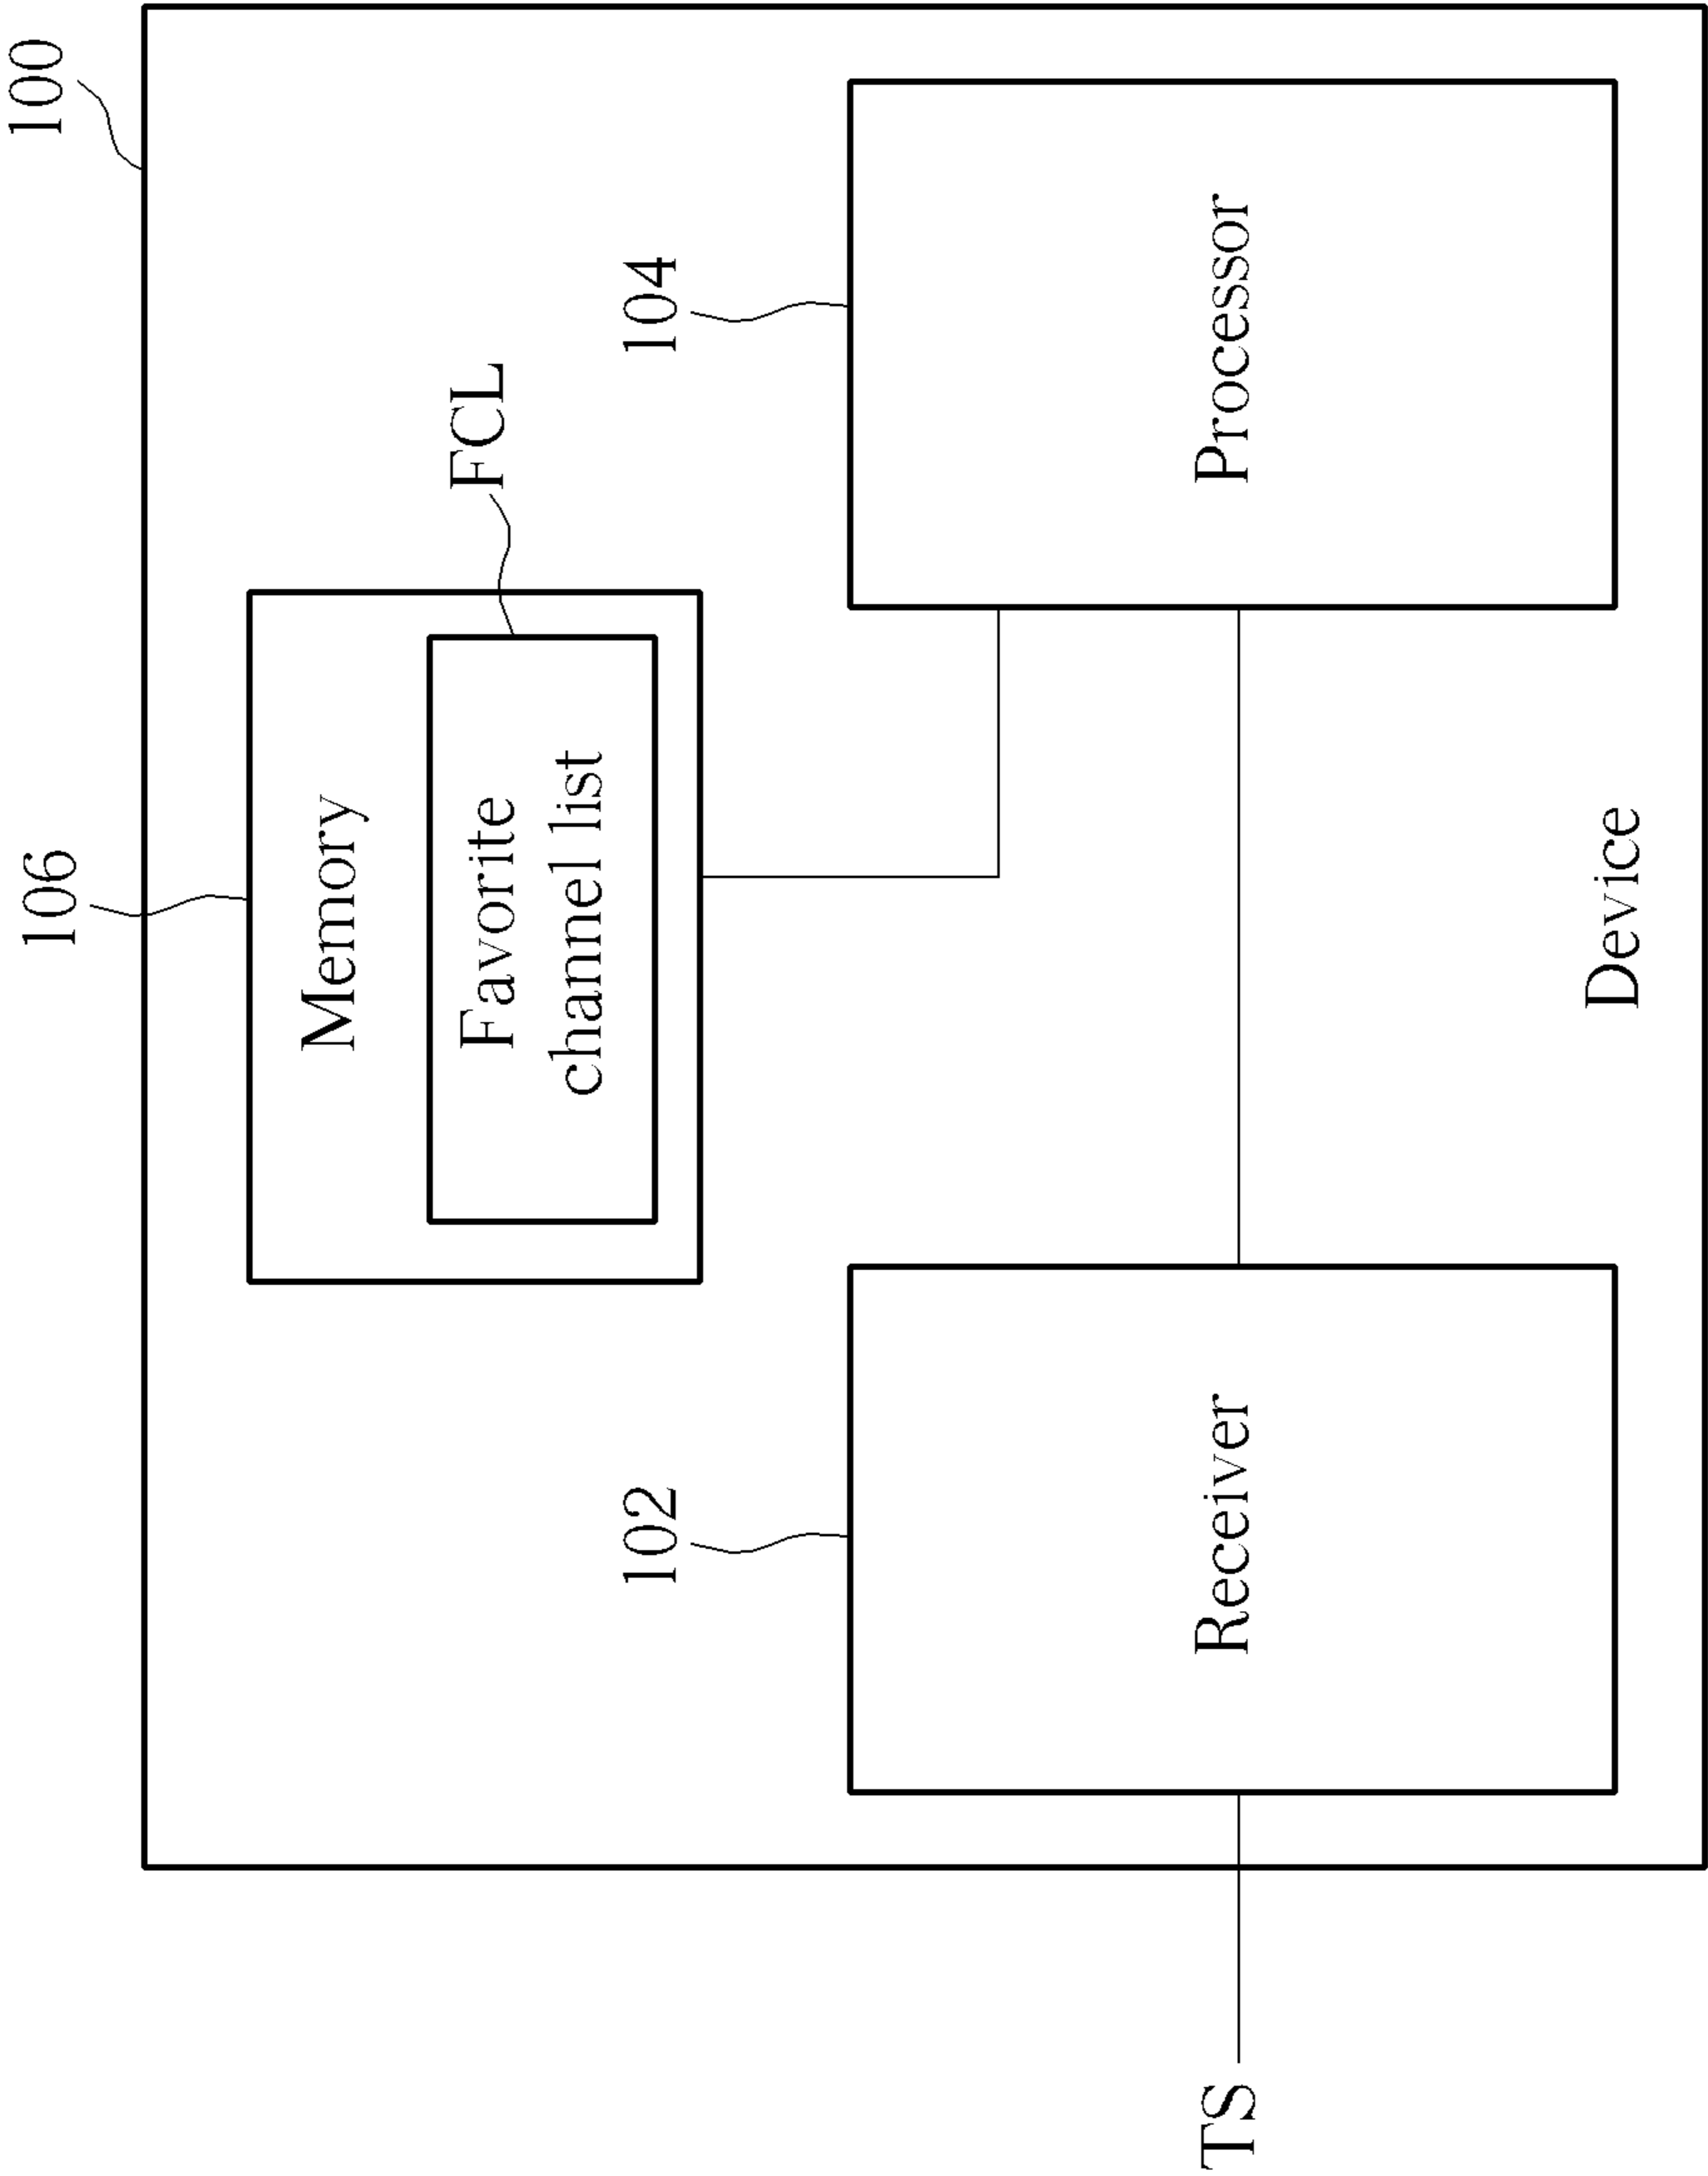 100
106
Memory
FCL
Favorite
channel list
102
104
Receiver
Processor
TS
Device